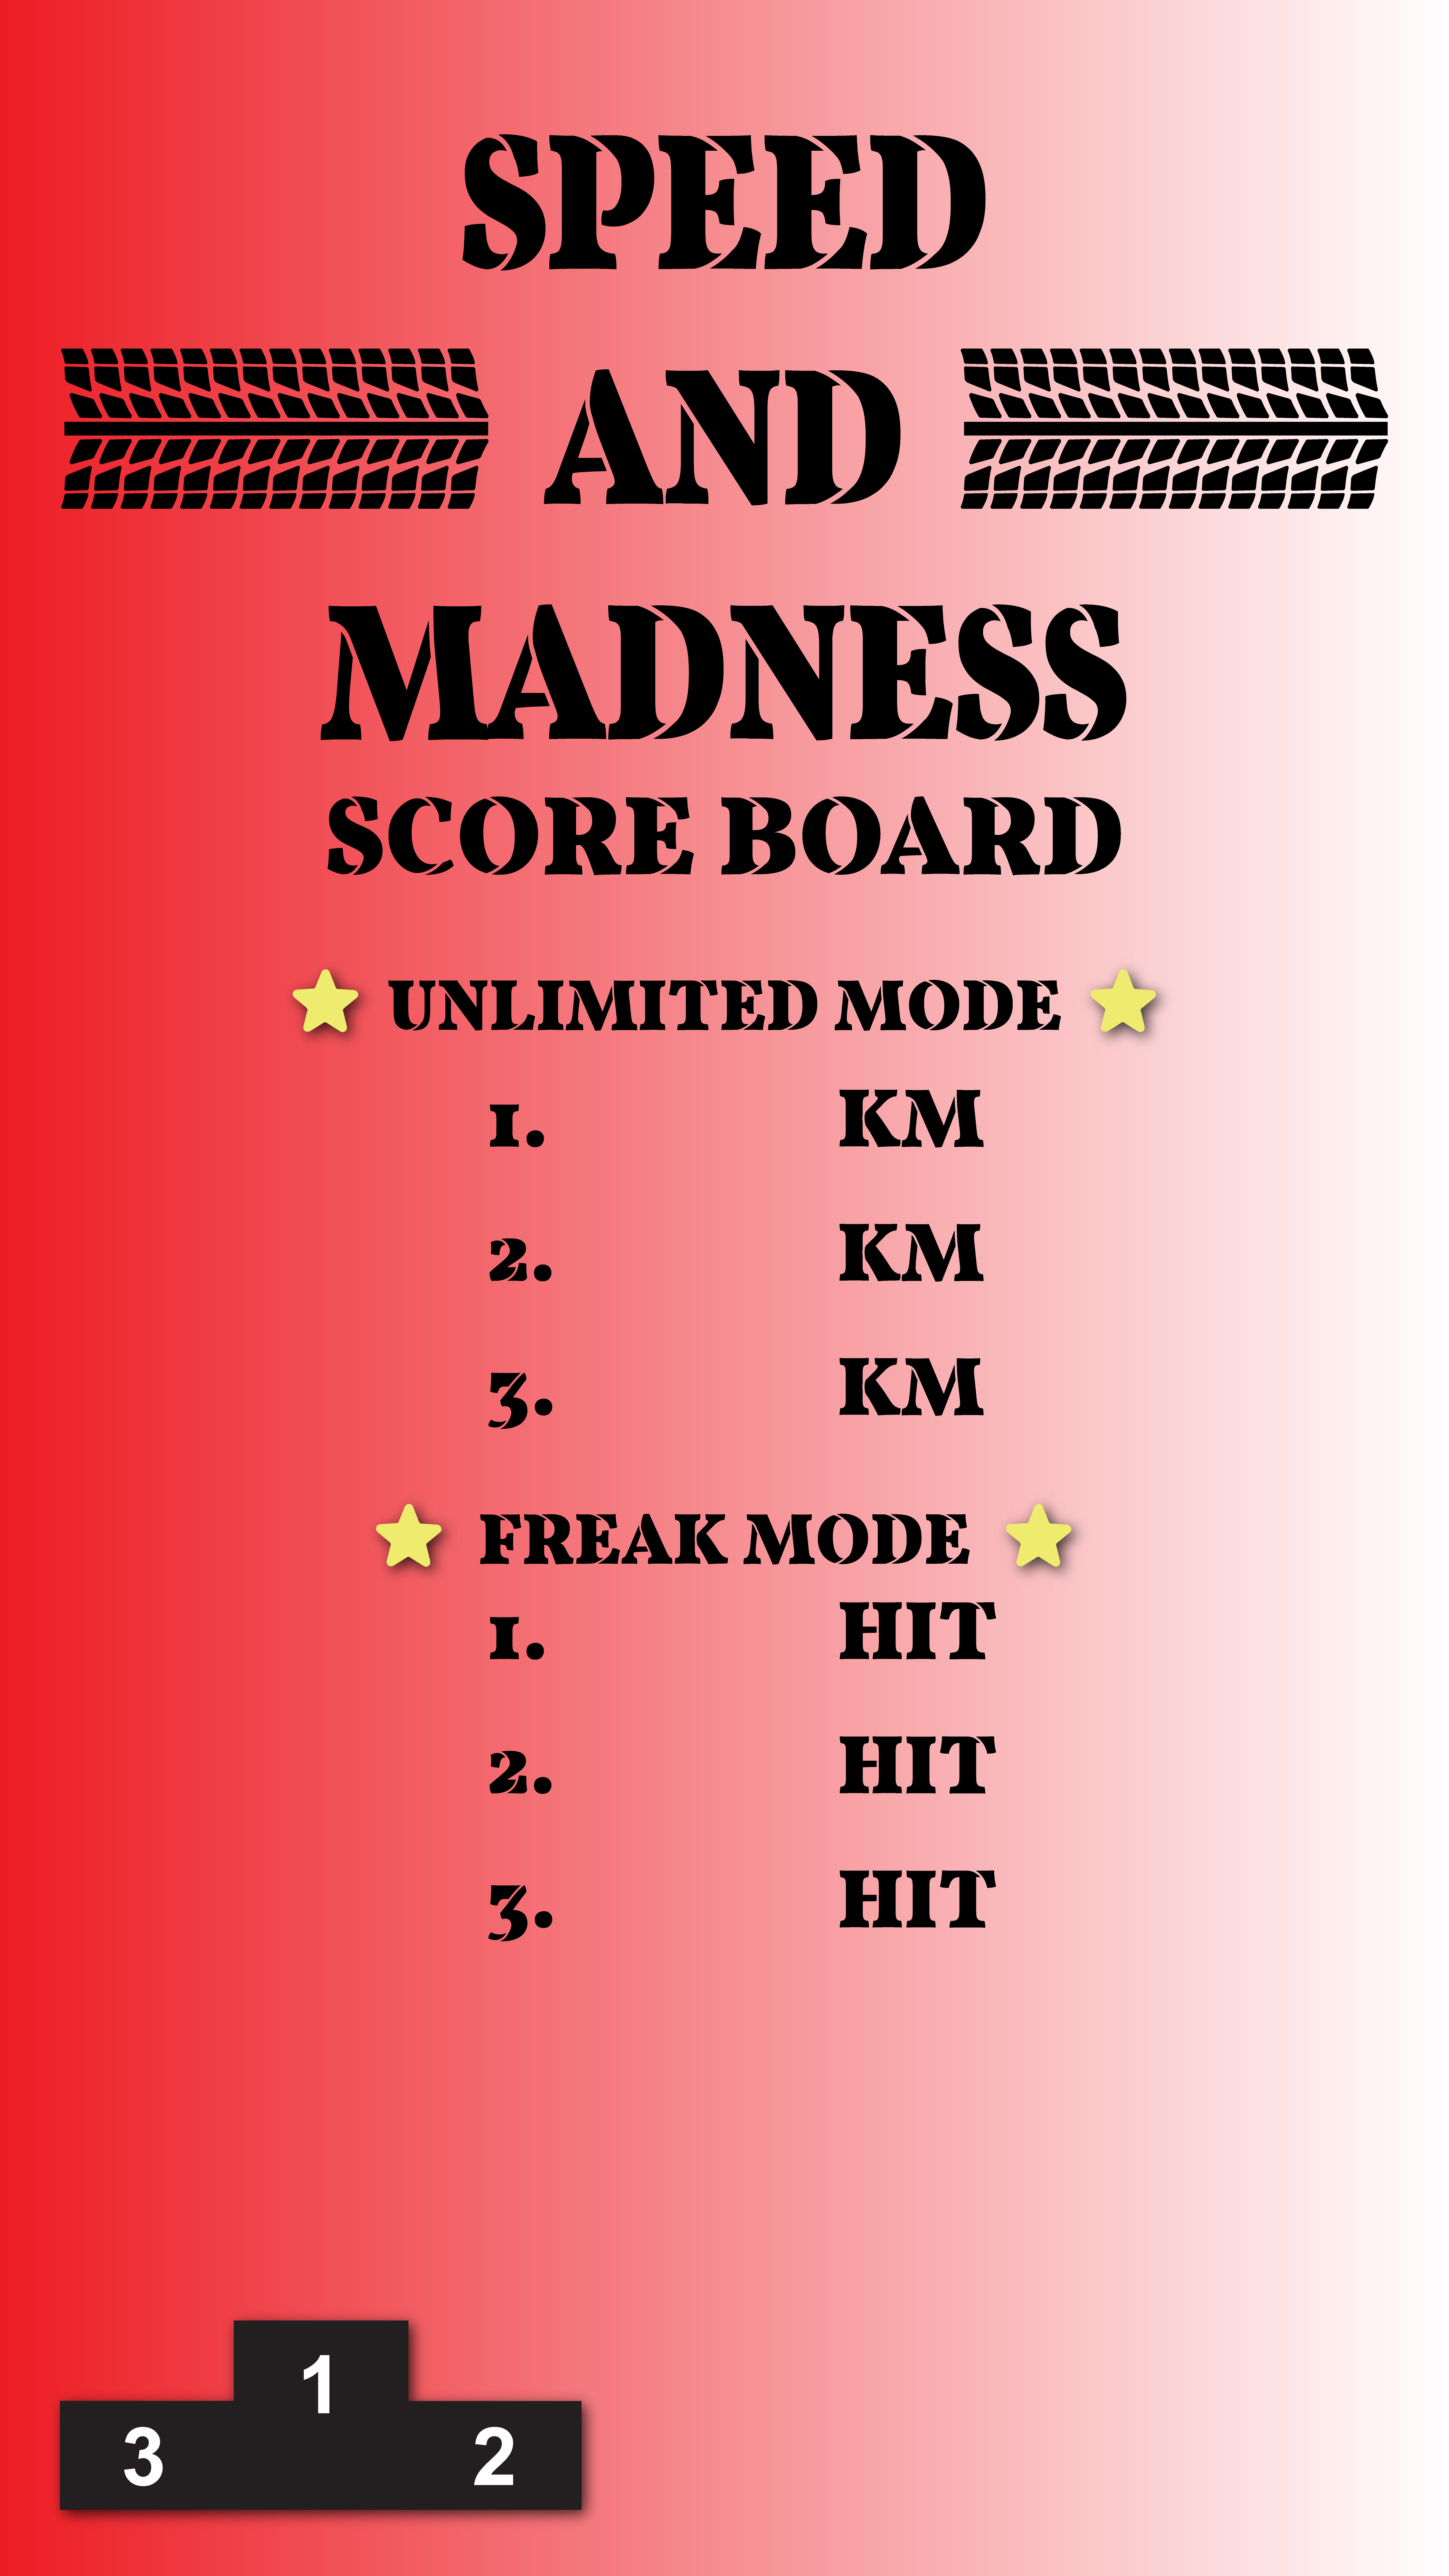 SPEED
AND
MADNESS
SCORE BOARD
UNLIMITED MODE
1. KM
2. KM
3. KM
FREAK MODE
1. HIT
2. HIT
3. HIT
1
3 2